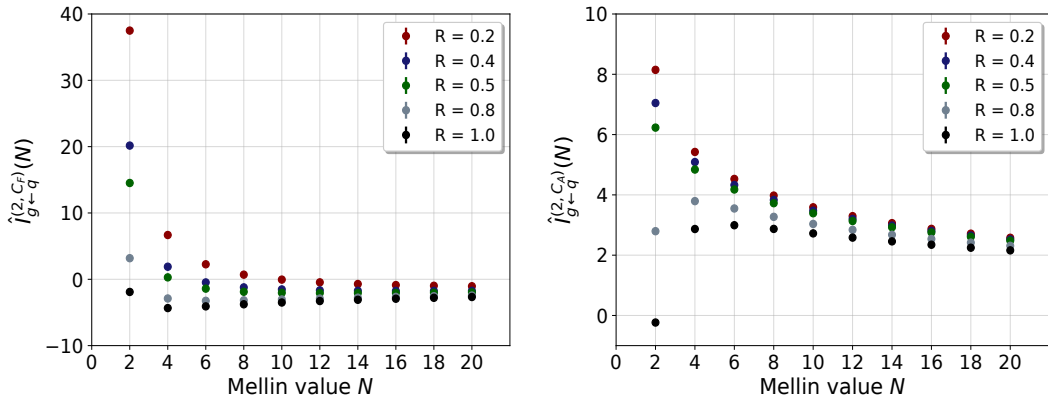 40
30
20
10
0
−10
0 2 4 6 8 10 12 14 16 18 20
Mellin value N
Î^{(2, C_F)}_{g←q}(N)
R = 0.2
R = 0.4
R = 0.5
R = 0.8
R = 1.0
10
8
6
4
2
0
0 2 4 6 8 10 12 14 16 18 20
Mellin value N
Î^{(2, C_A)}_{g←q}(N)
R = 0.2
R = 0.4
R = 0.5
R = 0.8
R = 1.0